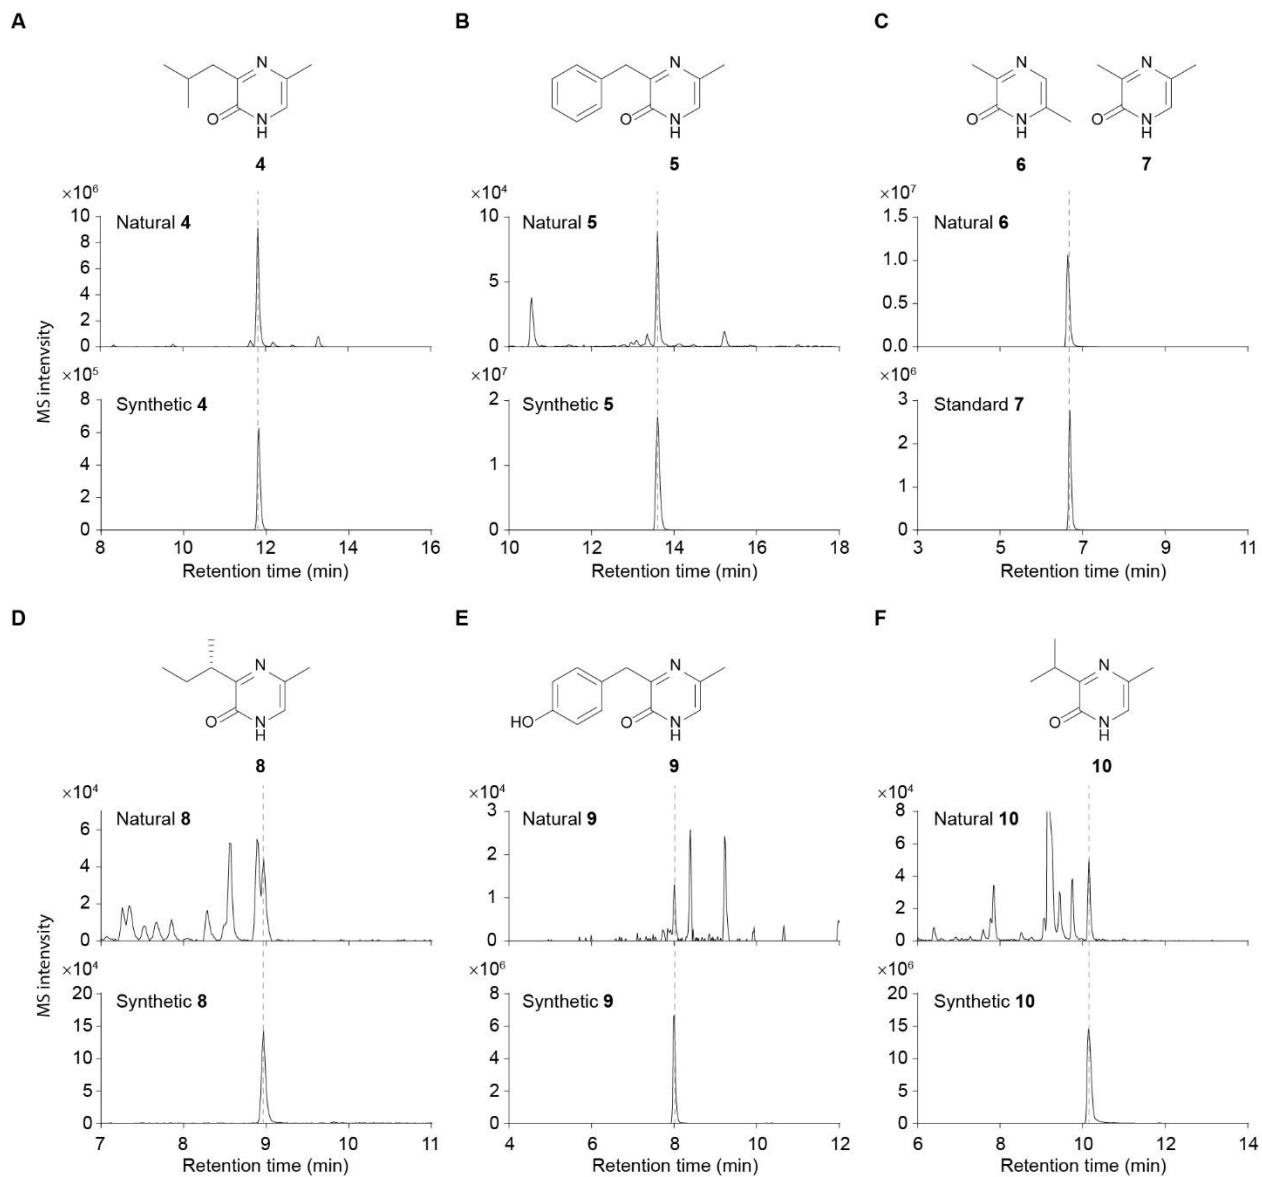 A
N
O
N
H
4
×10⁶
10
8
6
4
2
0
Natural 4
×10⁵
8
6
4
2
0
Synthetic 4
8 10 12 14 16
Retention time (min)
MS intenvsity
B
N
O
N
H
5
×10⁴
10
5
0
Natural 5
×10⁷
2
1
0
Synthetic 5
10 12 14 16 18
Retention time (min)
C
N
O
N
H
6
N
O
N
H
7
×10⁷
1.5
1.0
0.5
0.0
Natural 6
×10⁶
3
2
1
0
Standard 7
3 5 7 9 11
Retention time (min)
D
N
O
N
H
8
×10⁴
6
4
2
0
Natural 8
×10⁴
20
15
10
5
0
Synthetic 8
7 8 9 10 11
Retention time (min)
MS intenvsity
E
N
HO
O
N
H
9
×10⁴
3
2
1
0
Natural 9
×10⁶
8
6
4
2
0
Synthetic 9
4 6 8 10 12
Retention time (min)
F
N
O
N
H
10
×10⁴
8
6
4
2
0
Natural 10
×10⁶
20
15
10
5
0
Synthetic 10
6 8 10 12 14
Retention time (min)